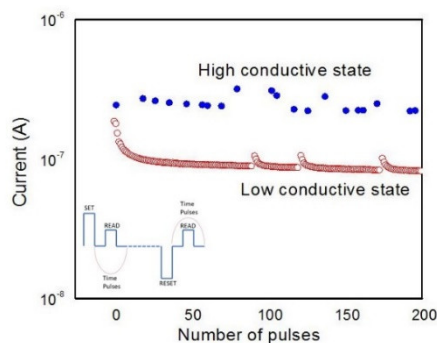 10⁻⁶
High conductive state
Current (A)
10⁻⁷
Low conductive state
SET
READ
Time
Pulses
READ
RESET
Time
Pulses
10⁻⁸
0 50 100 150 200
Number of pulses